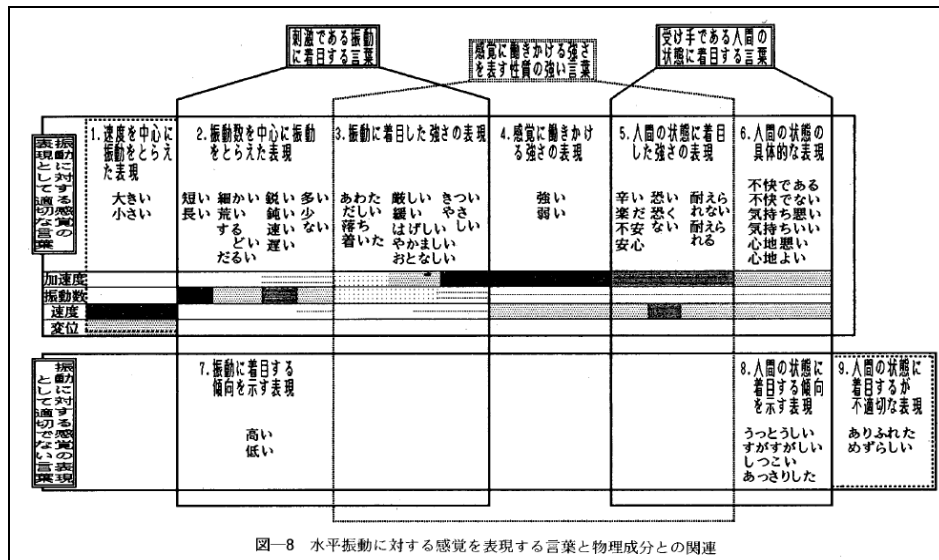 刺激である振動
に着目する言葉
感覚に働きかける強さ
を表す性質の強い言葉
受け手である人間の
状態に着目する言葉
振動に対する感覚の
表現として適切な言葉
1.速度を中心に
振動をとらえ
た表現
大きい
小さい
2.振動数を中心に振動
をとらえた表現
短い 細かい 鋭い 多い
長い 荒い 鈍い 少
する 速い ない
どい 遅い
だるい
3.振動に着目した強さの表現
あわた 厳しい きつい
だしい 緩い やさ
落ち はげしい しい
着いた やかましい
おとなしい
4.感覚に働きかけ
る強さの表現
強い
弱い
5.人間の状態に着目
した強さの表現
辛い 恐い 耐えら
楽だ 恐く れない
不安 ない 耐えら
安心 れる
6.人間の状態の
具体的な表現
不快である
不快でない
気持ち悪い
気持ちいい
心地悪い
心地よい
加速度
振動数
速度
変位
振動に対する感覚の表現
として適切でない言葉
7.振動に着目する
傾向を示す表現
高い
低い
8.人間の状態に
着目する傾向
を示す表現
うっとうしい
すがすがしい
しつこい
あっさりした
9.人間の状態に
着目するが
不適切な表現
ありふれた
めずらしい
図—8 水平振動に対する感覚を表現する言葉と物理成分との関連